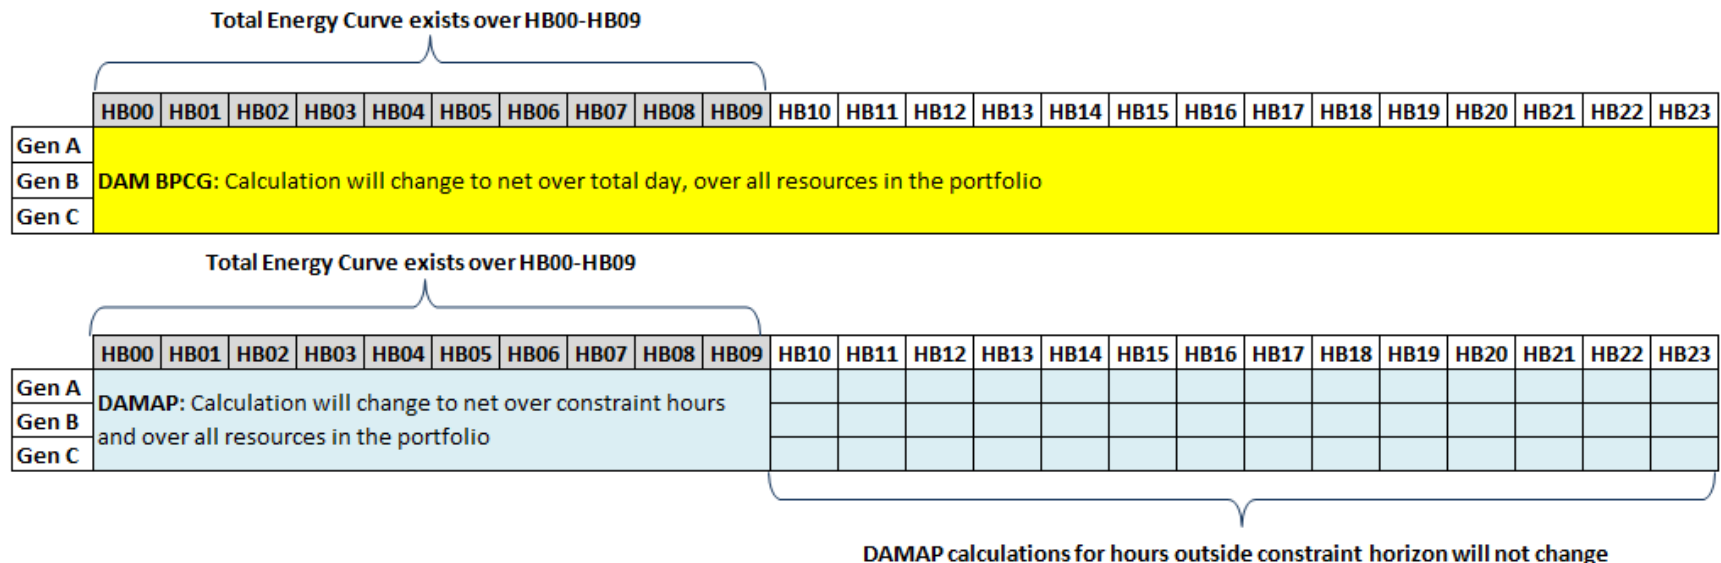 Total Energy Curve exists over HB00-HB09
HB00 HB01 HB02 HB03 HB04 HB05 HB06 HB07 HB08 HB09 HB10 HB11 HB12 HB13 HB14 HB15 HB16 HB17 HB18 HB19 HB20 HB21 HB22 HB23
Gen A
Gen B DAM BPCG: Calculation will change to net over total day, over all resources in the portfolio
Gen C
Total Energy Curve exists over HB00-HB09
HB00 HB01 HB02 HB03 HB04 HB05 HB06 HB07 HB08 HB09 HB10 HB11 HB12 HB13 HB14 HB15 HB16 HB17 HB18 HB19 HB20 HB21 HB22 HB23
Gen A
DAMAP: Calculation will change to net over constraint hours
Gen B
and over all resources in the portfolio
Gen C
DAMAP calculations for hours outside constraint horizon will not change